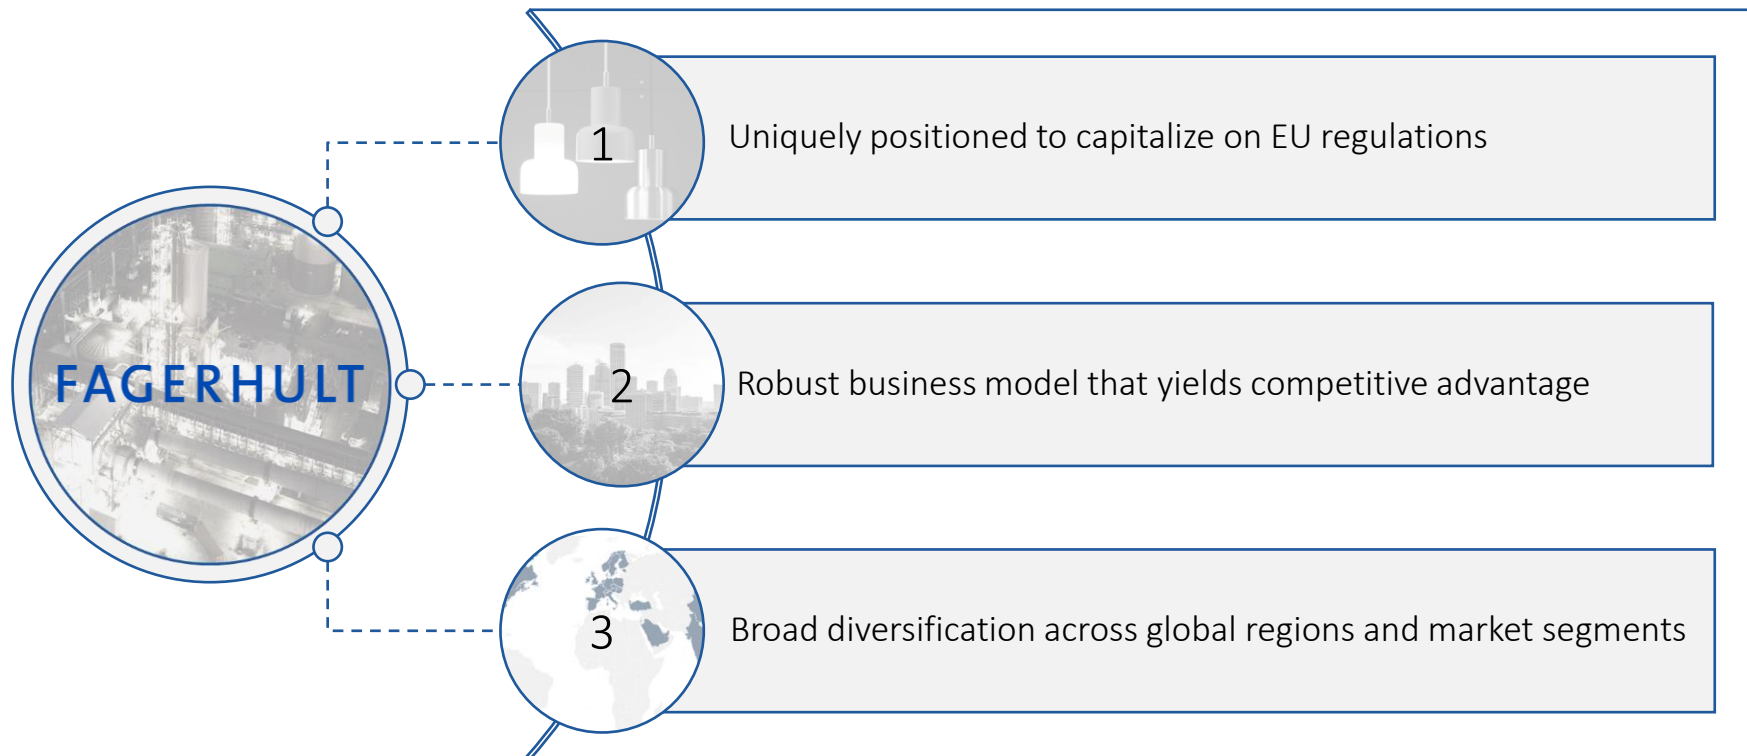 FAGERHULT
1
Uniquely positioned to capitalize on EU regulations
2
Robust business model that yields competitive advantage
3
Broad diversification across global regions and market segments